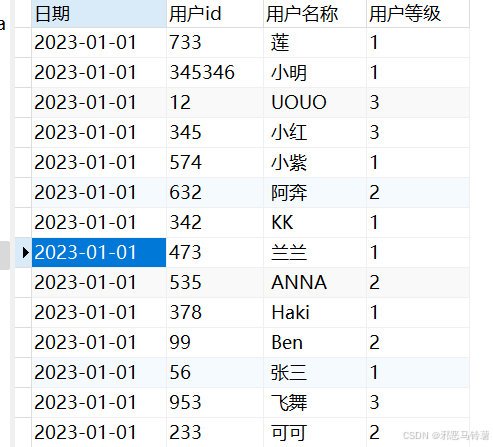 a
日期 用户id 用户名称 用户等级
2023-01-01 733 莲 1
2023-01-01 345346 小明 1
2023-01-01 12 UOUO 3
2023-01-01 345 小红 3
2023-01-01 574 小紫 1
2023-01-01 632 阿奔 2
2023-01-01 342 KK 1
2023-01-01 473 兰兰 1
2023-01-01 535 ANNA 2
2023-01-01 378 Haki 1
2023-01-01 99 Ben 2
2023-01-01 56 张三 1
2023-01-01 953 飞舞 3
2023-01-01 233 可可 2
CSDN @邪恶马铃薯